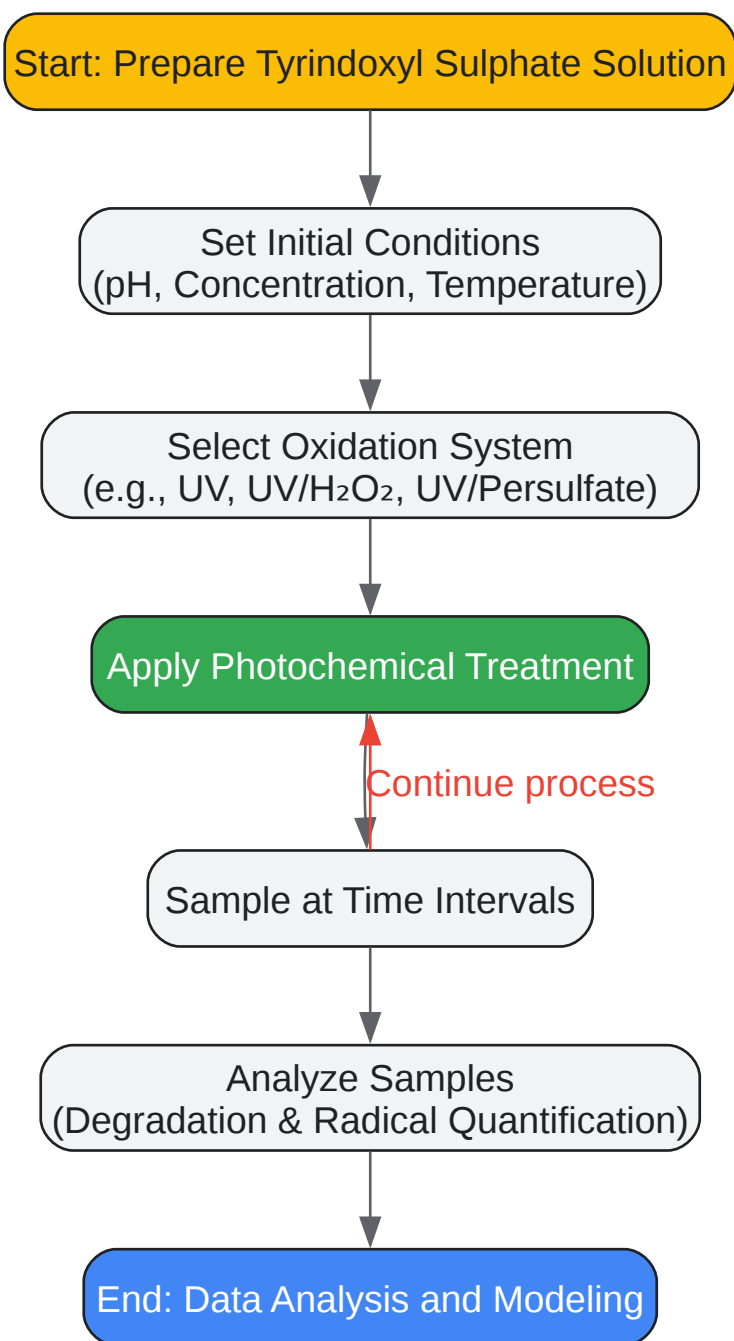 Start: Prepare Tyrindoxyl Sulphate Solution
Set Initial Conditions
(pH, Concentration, Temperature)
Select Oxidation System
(e.g., UV, UV/H₂O₂, UV/Persulfate)
Apply Photochemical Treatment
Continue process
Sample at Time Intervals
Analyze Samples
(Degradation & Radical Quantification)
End: Data Analysis and Modeling